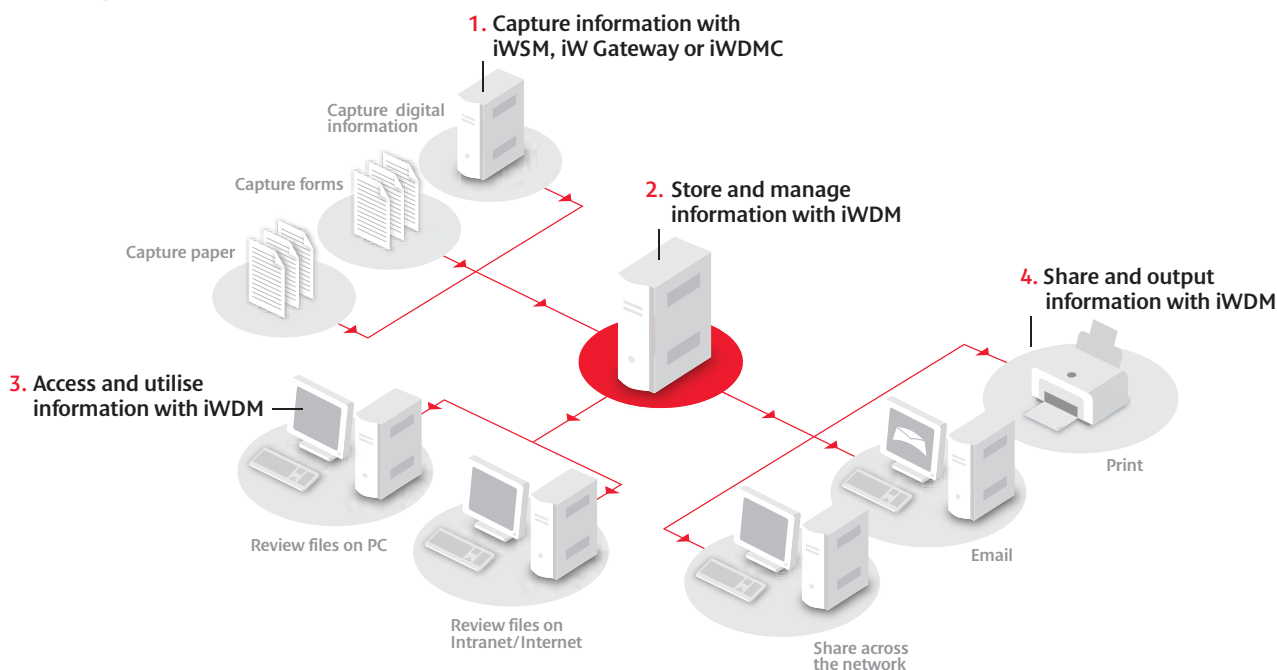 1. Capture information with
iWSM, iW Gateway or iWDMC
Capture digital
information
Capture forms
Capture paper
2. Store and manage
information with iWDM
4. Share and output
information with iWDM
3. Access and utilise
information with iWDM
Print
Review files on PC
Email
Review files on
Intranet/Internet
Share across
the network